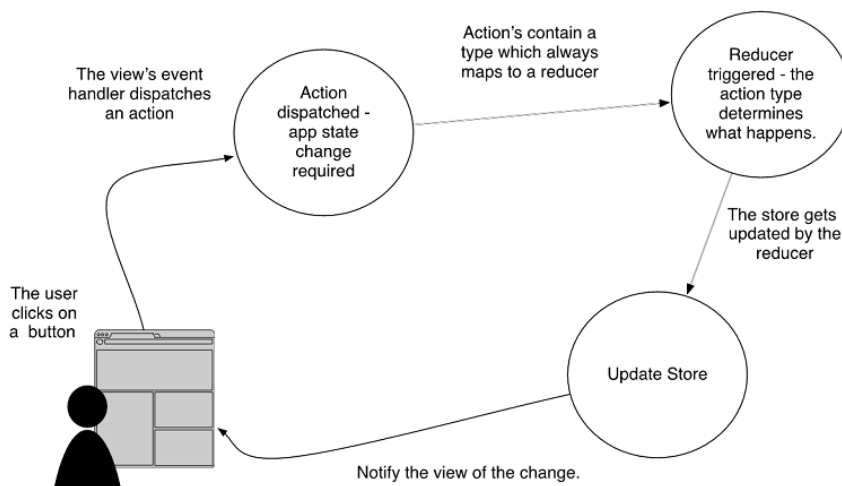 The view's event
handler dispatches
an action
Action
dispatched -
app state
change
required
Action's contain a
type which always
maps to a reducer
Reducer
triggered - the
action type
determines
what happens.
The store gets
updated by the
reducer
Update Store
Notify the view of the change.
The user
clicks on
a button